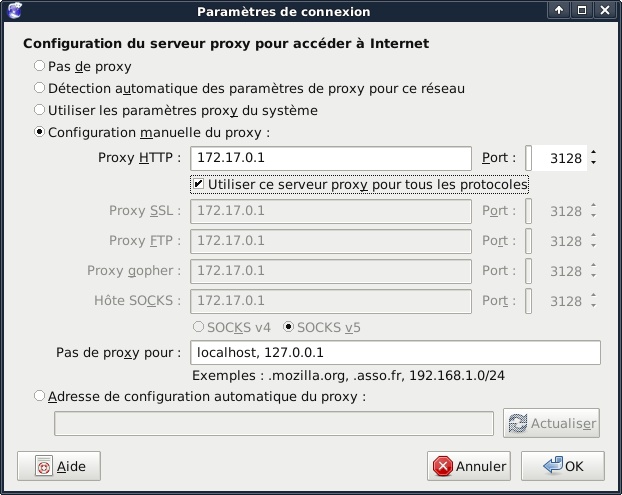 Paramètres de connexion
Configuration du serveur proxy pour accéder à Internet
Pas de proxy
Détection automatique des paramètres de proxy pour ce réseau
Utiliser les paramètres proxy du système
Configuration manuelle du proxy :
Proxy HTTP : 172.17.0.1 Port : 3128
Utiliser ce serveur proxy pour tous les protocoles
Proxy SSL : 172.17.0.1 Port : 3128
Proxy FTP : 172.17.0.1 Port : 3128
Proxy gopher : 172.17.0.1 Port : 3128
Hôte SOCKS : 172.17.0.1 Port : 3128
SOCKS v4 SOCKS v5
Pas de proxy pour : localhost, 127.0.0.1
Exemples : .mozilla.org, .asso.fr, 192.168.1.0/24
Adresse de configuration automatique du proxy :
Actualiser
Aide Annuler OK